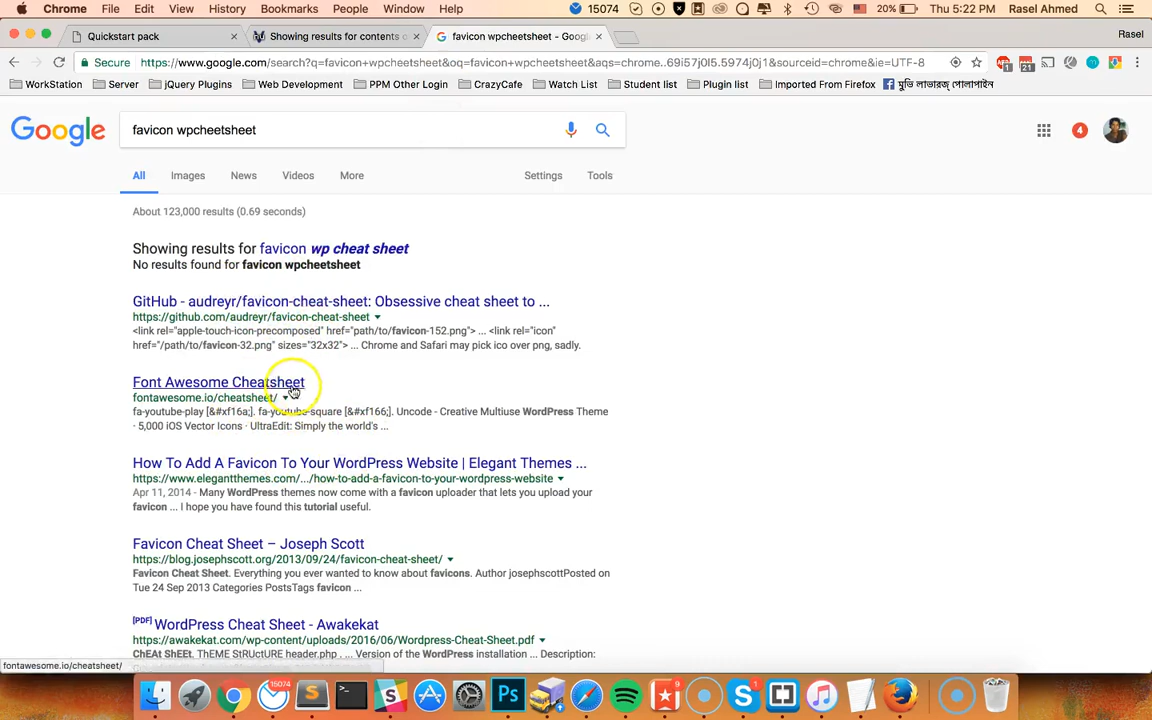 Chrome File Edit View History Bookmarks People Window Help 15074 20% Thu 5:22 PM Rasel Ahmed
Quickstart pack × Showing results for contents o × favicon wpcheetsheet - Goog × Rasel
Secure https://www.google.com/search?q=favicon+wpcheetsheet&oq=favicon+wpcheetsheet&aqs=chrome..69i57j0l5.5974j0j1&sourceid=chrome&ie=UTF-8 1 21
WorkStation Server jQuery Plugins Web Development PPM Other Login CrazyCafe Watch List Student list Plugin list Imported From Firefox মুভি লাভারজ্ পোলাপাইন
Google favicon wpcheetsheet 4
All Images News Videos More Settings Tools
About 123,000 results (0.69 seconds)
Showing results for favicon wp cheat sheet
No results found for favicon wpcheetsheet
GitHub - audreyr/favicon-cheat-sheet: Obsessive cheat sheet to ...
https://github.com/audreyr/favicon-cheat-sheet
<link rel="apple-touch-icon-precomposed" href="path/to/favicon-152.png"> ... <link rel="icon"
href="/path/to/favicon-32.png" sizes="32x32"> ... Chrome and Safari may pick ico over png, sadly.
Font Awesome Cheatsheet
fontawesome.io/cheatsheet/
fa-youtube-play [&#xf16a;]. fa-youtube-square [&#xf166;]. Uncode - Creative Multiuse WordPress Theme
· 5,000 iOS Vector Icons · UltraEdit: Simply the world's ...
How To Add A Favicon To Your WordPress Website | Elegant Themes ...
https://www.elegantthemes.com/.../how-to-add-a-favicon-to-your-wordpress-website
Apr 11, 2014 - Many WordPress themes now come with a favicon uploader that lets you upload your
favicon ... I hope you have found this tutorial useful.
Favicon Cheat Sheet – Joseph Scott
https://blog.josephscott.org/2013/09/24/favicon-cheat-sheet/
Favicon Cheat Sheet. Everything you ever wanted to know about favicons. Author josephscottPosted on
Tue 24 Sep 2013 Categories PostsTags favicon ...
[PDF] WordPress Cheat Sheet - Awakekat
https://awakekat.com/wp-content/uploads/2016/06/Wordpress-Cheat-Sheet.pdf
ChEAt ShEEt. ThEME StRUctURE header.php ... Version of the WordPress installation ... Description:
fontawesome.io/cheatsheet/
15074 Ps 9 1